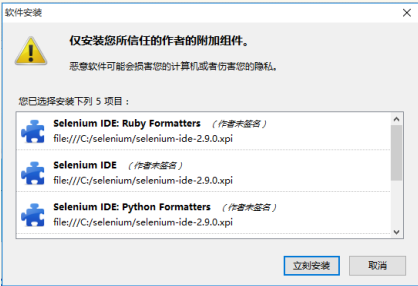 软件安装
仅安装您所信任的作者的附加组件。
恶意软件可能会损害您的计算机或者伤害您的隐私。
您已选择安装下列 5 项目：
Selenium IDE: Ruby Formatters （作者未签名）
file:///C:/selenium/selenium-ide-2.9.0.xpi
Selenium IDE （作者未签名）
file:///C:/selenium/selenium-ide-2.9.0.xpi
Selenium IDE: Python Formatters （作者未签名）
file:///C:/selenium/selenium-ide-2.9.0.xpi
立刻安装 取消